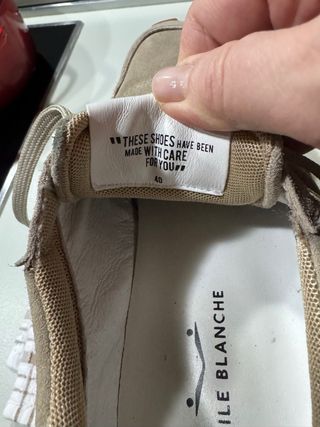 "THESE SHOES HAVE BEEN
MADE WITH CARE
FOR YOU"
40
ILE BLANCHE